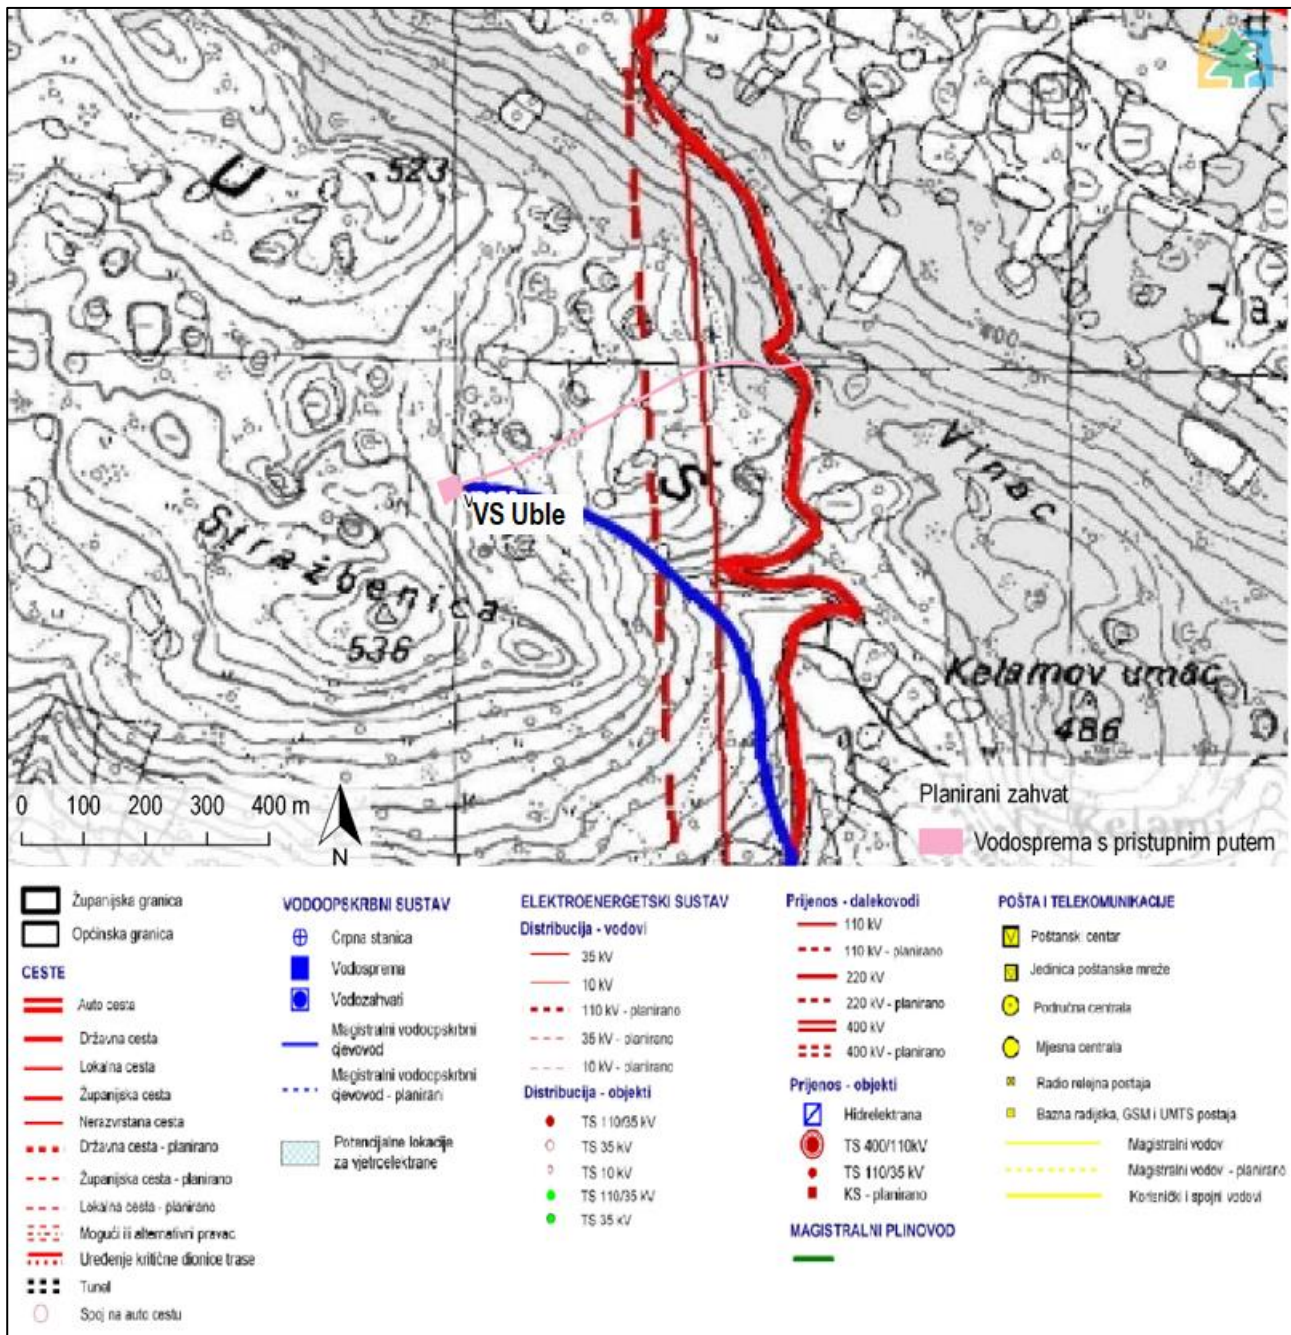 U
523
Za
400
Vinac
S
VS Uble
Stražbenica
536
Kelamov umac
486
0 100 200 300 400 m
N
Planirani zahvat
Kelami
Vodosprema s pristupnim putem
Županijska granica
Općinska granica
CESTE
Auto cesta
Državna cesta
Lokalna cesta
Županijska cesta
Nerazvrstana cesta
Državna cesta - planirano
Županijska cesta - planirano
Lokalna cesta - planirano
Mogući ili alternativni pravac
Uređenje kritične dionice trase
Tunel
Spoj na auto cestu
VODOOPSKRBNI SUSTAV
Crpna stanica
Vodosprema
Vodozahvati
Magistralni vodoopskrbni
cjevovod
Magistralni vodoopskrbni
cjevovod - planirani
Potencijalne lokacije
za vjetroelektrane
ELEKTROENERGETSKI SUSTAV
Distribucija - vodovi
35 kV
10 kV
110 kV - planirano
35 kV - planirano
10 kV - planirano
Distribucija - objekti
TS 110/35 kV
TS 35 kV
TS 10 kV
TS 110/35 kV
TS 35 kV
Prijenos - dalekovodi
110 kV
110 kV - planirano
220 kV
220 kV - planirano
400 kV
400 kV - planirano
Prijenos - objekti
Hidrelektrana
TS 400/110kV
TS 110/35 kV
KS - planirano
MAGISTRALNI PLINOVOD
POŠTA I TELEKOMUNIKACIJE
Poštanski centar
Jedinica poštanske mreže
Područna centrala
Mjesna centrala
Radio relejna postaja
Bazna radijska, GSM i UMTS postaja
Magistralni vodov
Magistralni vodov - planirano
Korisnički i spojni vodovi